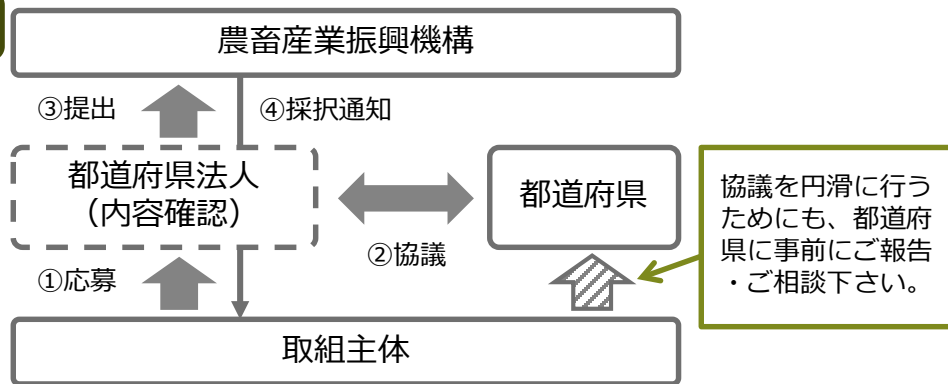 農畜産業振興機構
③提出
④採択通知
都道府県法人
（内容確認）
都道府県
②協議
①応募
取組主体
協議を円滑に行う
ためにも、都道府
県に事前にご報告
・ご相談下さい。